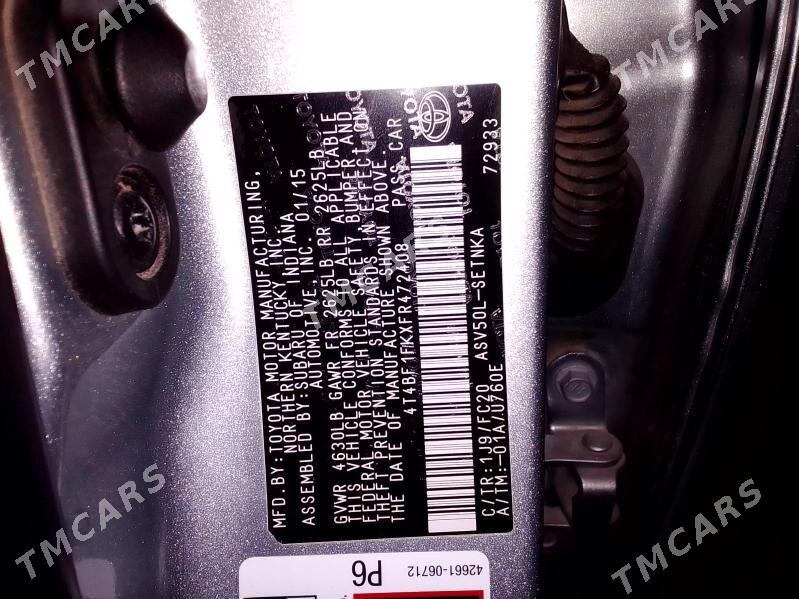 MFD.BY:TOYOTA MOTOR MANUFACTURING,
NORTHERN KENTUCKY INC.
ASSEMBLED BY:SUBARU OF INDIANA
AUTOMOTIVE, INC. 01/15
GVWR 4630LB GAWR FR 2625LB RR 2625LB
THIS VEHICLE CONFORMS TO ALL APPLICABLE
FEDERAL MOTOR VEHICLE SAFETY, BUMPER AND
THEFT PREVENTION STANDARDS IN EFFECT ON
THE DATE OF MANUFACTURE SHOWN ABOVE.
4T4BF1FKXFR472408 PASS. CAR
C/TR: 1J9/FC20 ASV50L-SETNKA 72933
A/TM:-01A/U760E
TOYOTA
P6
42661-06712
TMCARS
TMCARS
TMCARS
TMCARS
TMCARS
TMCARS
TMCARS